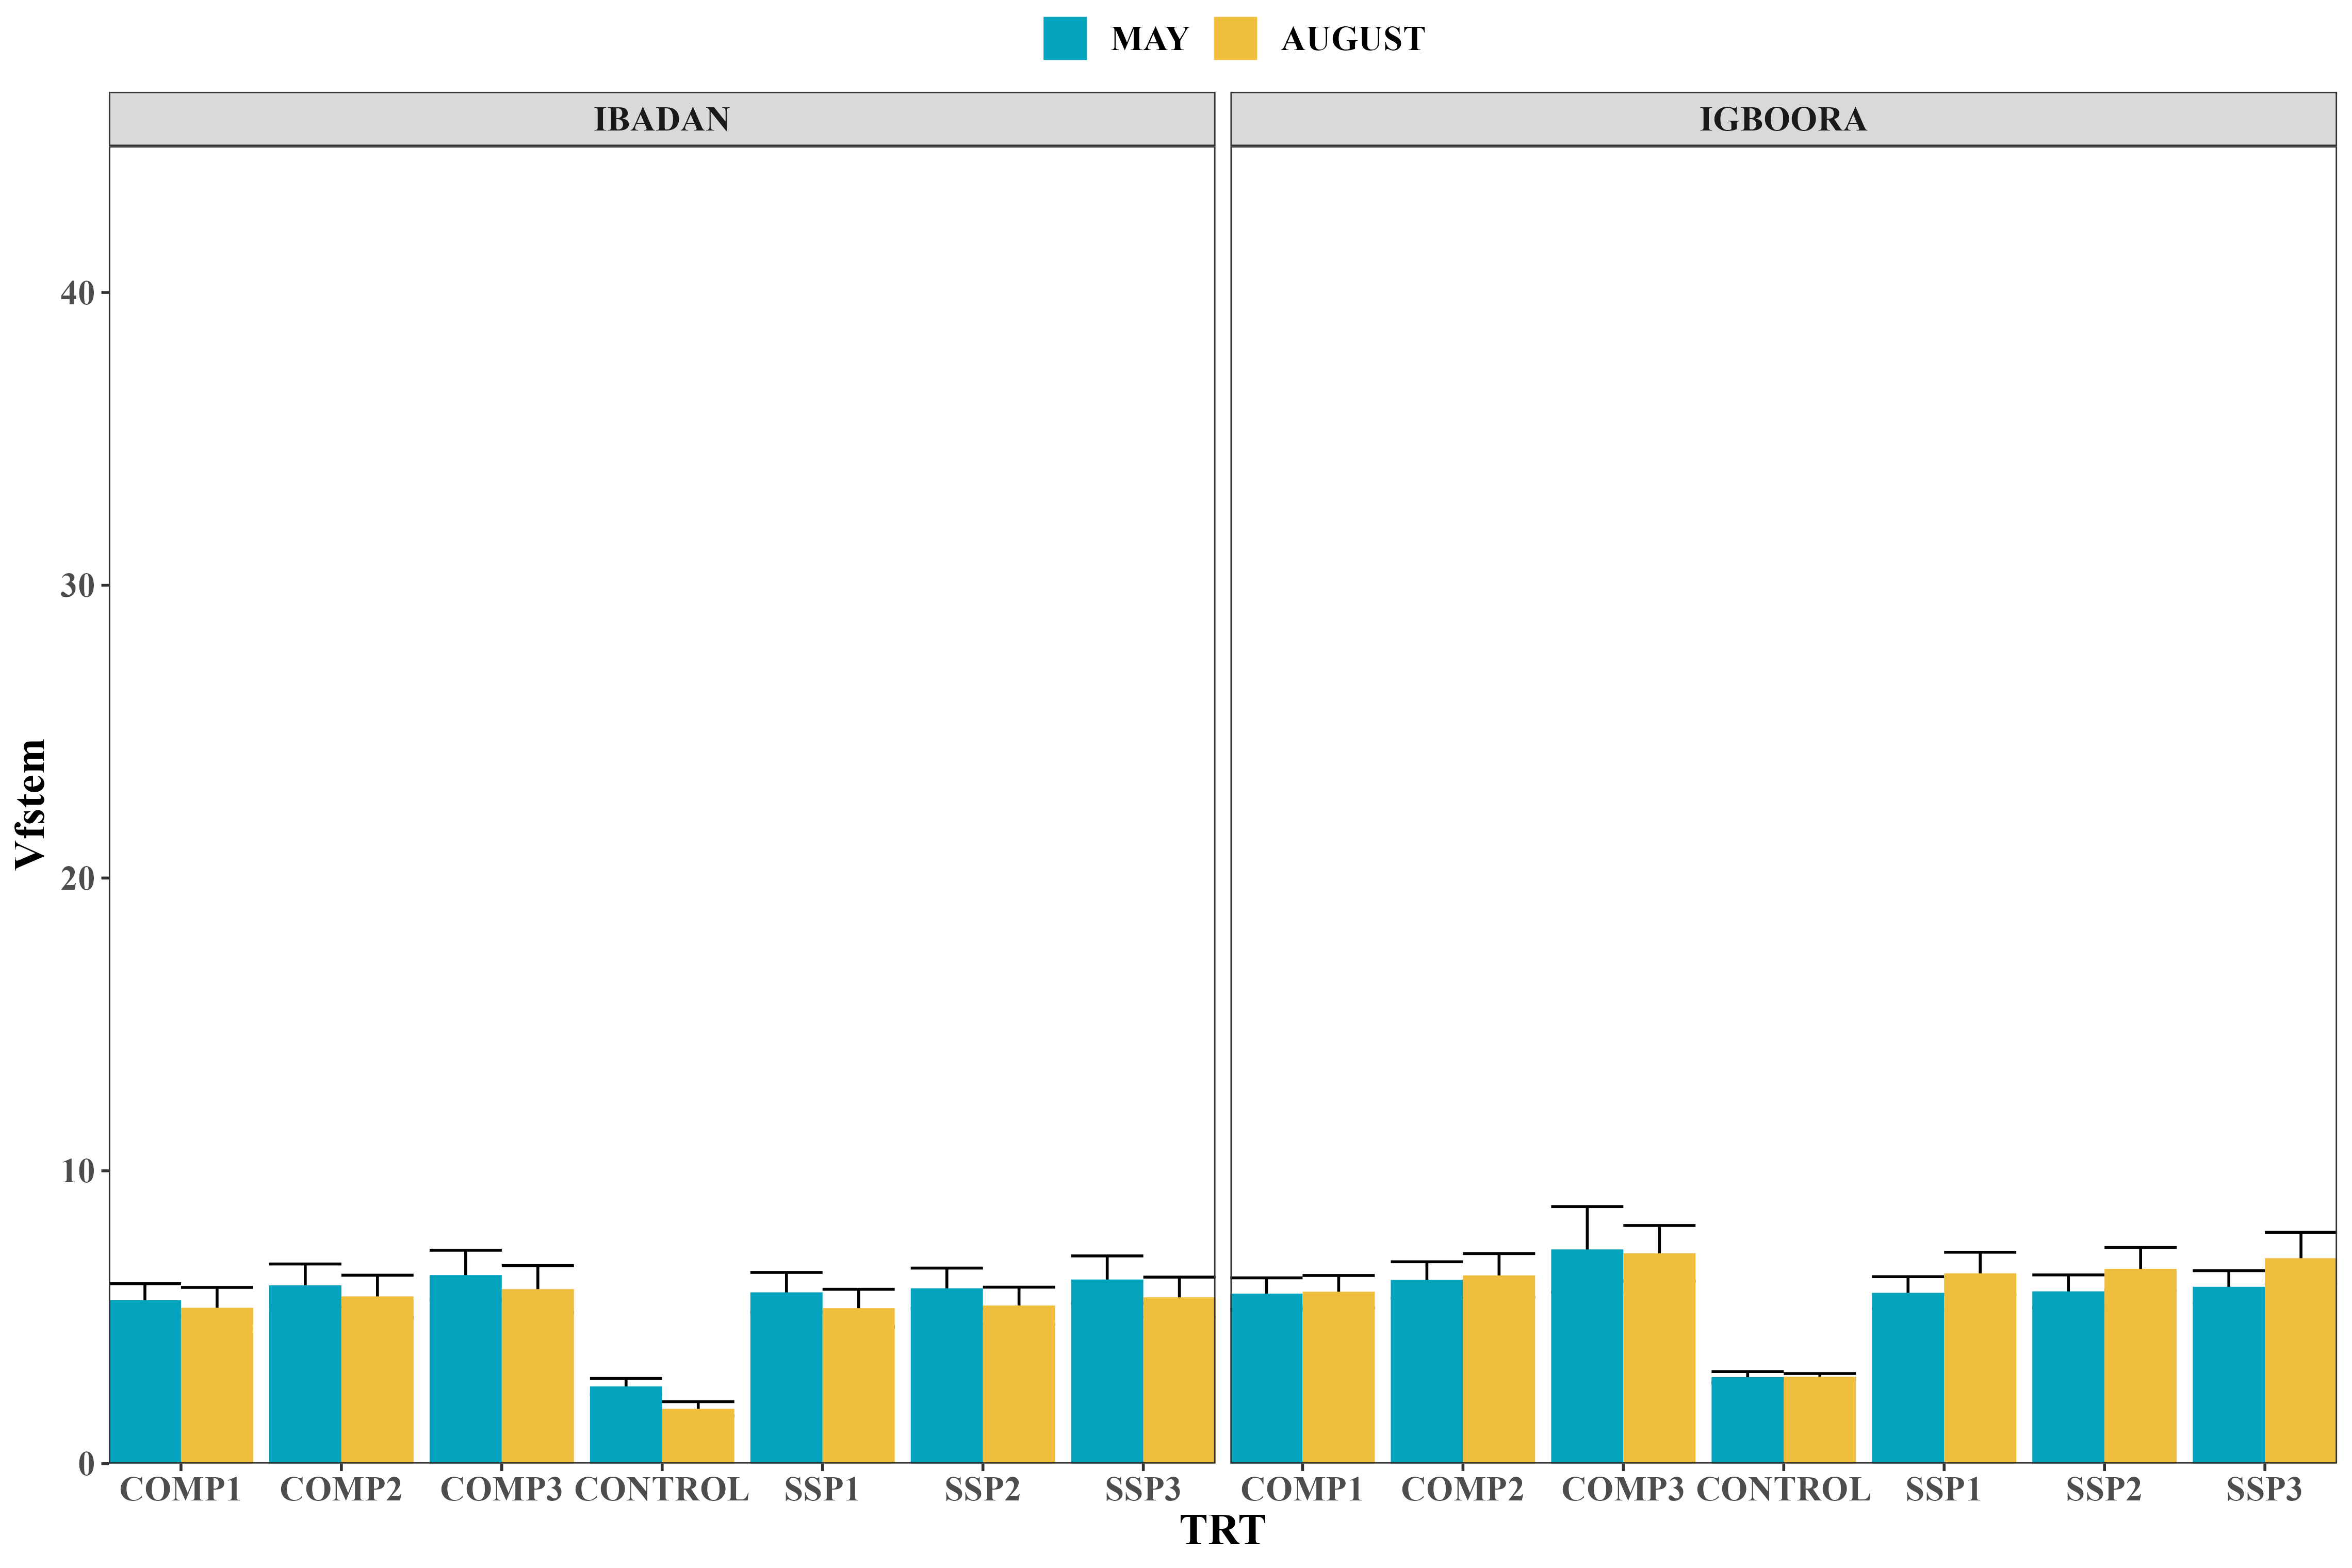 MAY AUGUST
IBADAN IGBOORA
40
30
20
10
0
Vfstem
COMP1 COMP2 COMP3 CONTROL SSP1 SSP2 SSP3 COMP1 COMP2 COMP3 CONTROL SSP1 SSP2 SSP3
TRT